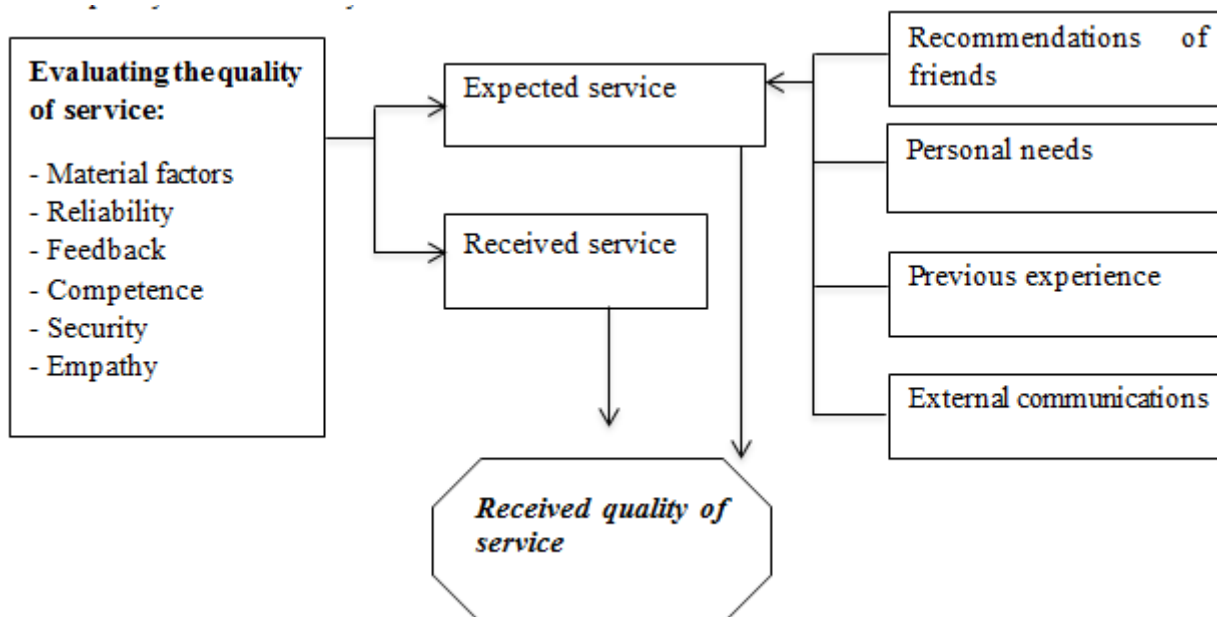 Evaluating the quality
of service:
- Material factors
- Reliability
- Feedback
- Competence
- Security
- Empathy
Expected service
Received service
Received quality of
service
Recommendations of
friends
Personal needs
Previous experience
External communications